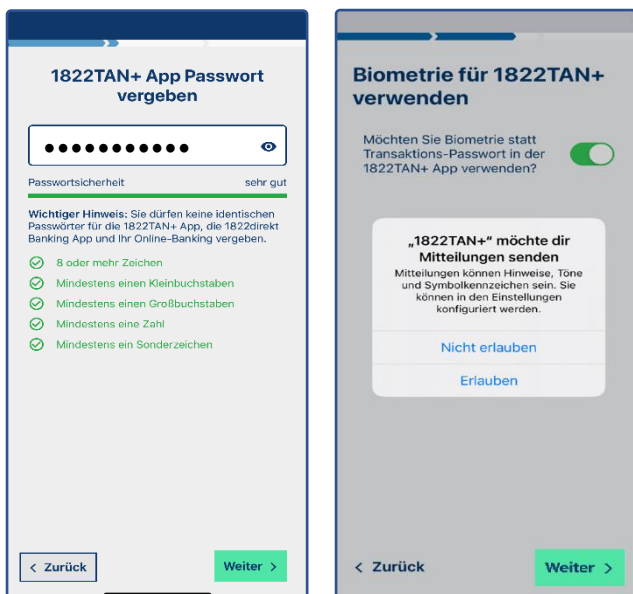 1822TAN+ App Passwort
vergeben
●●●●●●●●●●●
Passwortsicherheit sehr gut
Wichtiger Hinweis: Sie dürfen keine identischen
Passwörter für die 1822TAN+ App, die 1822direkt
Banking App und Ihr Online-Banking vergeben.
8 oder mehr Zeichen
Mindestens einen Kleinbuchstaben
Mindestens einen Großbuchstaben
Mindestens eine Zahl
Mindestens ein Sonderzeichen
< Zurück
Weiter >
Biometrie für 1822TAN+
verwenden
Möchten Sie Biometrie statt
Transaktions-Passwort in der
1822TAN+ App verwenden?
„1822TAN+“ möchte dir
Mitteilungen senden
Mitteilungen können Hinweise, Töne
und Symbolkennzeichen sein. Sie
können in den Einstellungen
konfiguriert werden.
Nicht erlauben
Erlauben
< Zurück
Weiter >